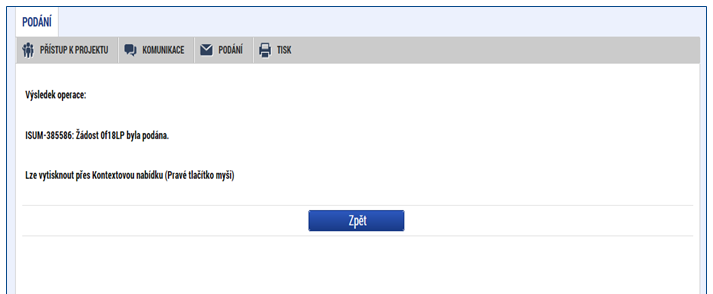 PODÁNÍ
PŘÍSTUP K PROJEKTU KOMUNIKACE PODÁNÍ TISK
Výsledek operace:
ISUM-385586: Žádost 0f18LP byla podána.
Lze vytisknout přes Kontextovou nabídku (Pravé tlačítko myši)
Zpět